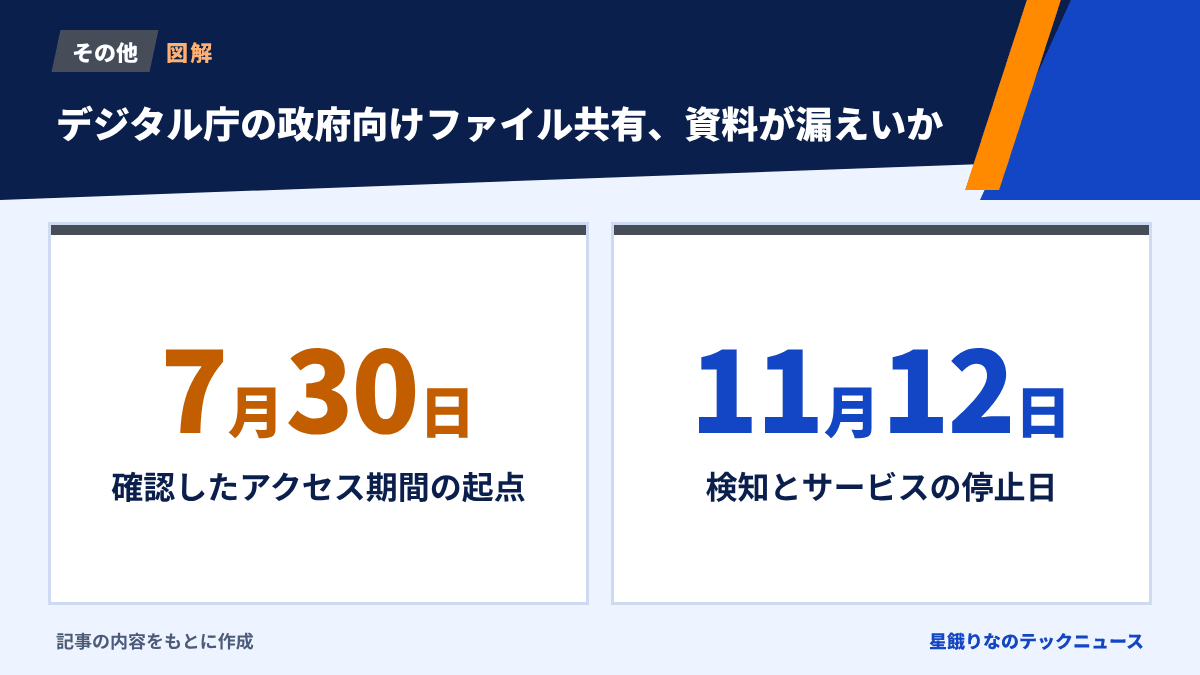 その他 図解
デジタル庁の政府向けファイル共有、資料が漏えいか
7月30日
確認したアクセス期間の起点
11月12日
検知とサービスの停止日
記事の内容をもとに作成
星餓りなのテックニュース